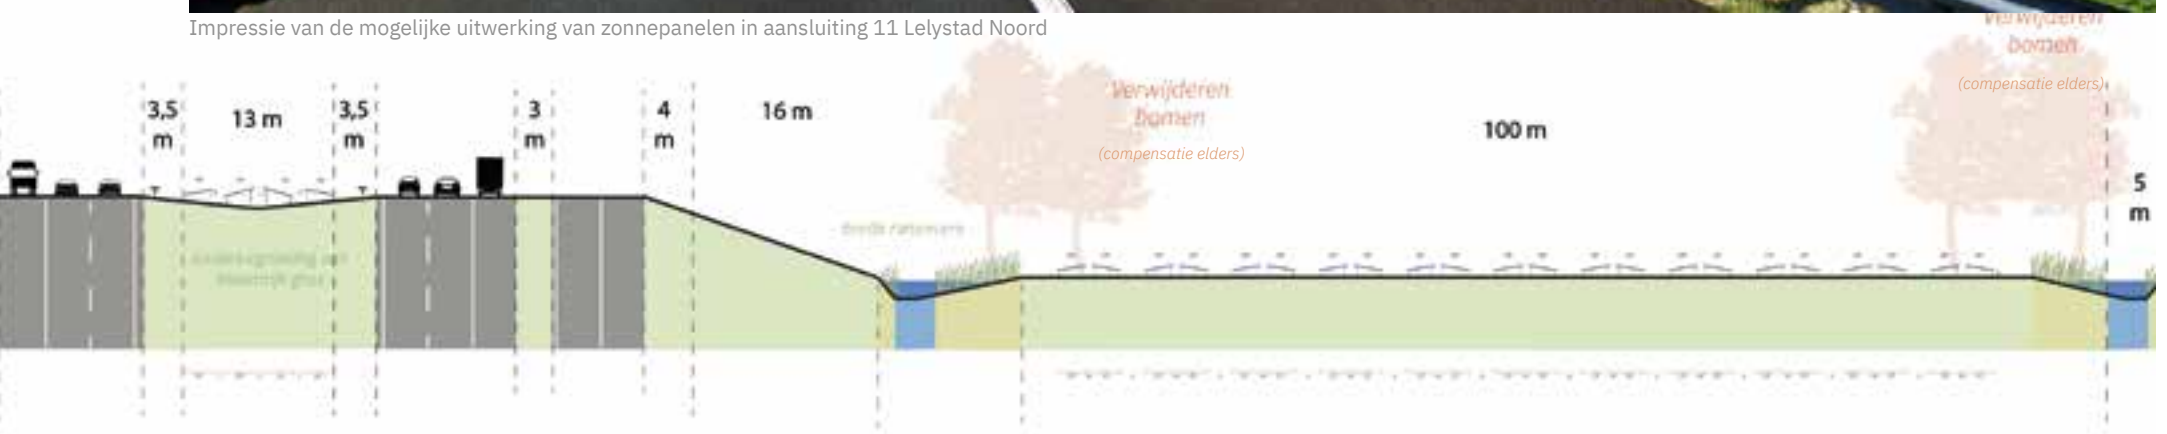 Impressie van de mogelijke uitwerking van zonnepanelen in aansluiting 11 Lelystad Noord
Verwijderen
bomen
(compensatie elders)
3,5
m
13 m
3,5
m
3
m
4
m
16 m
Verwijderen
bomen
(compensatie elders)
100 m
5
m